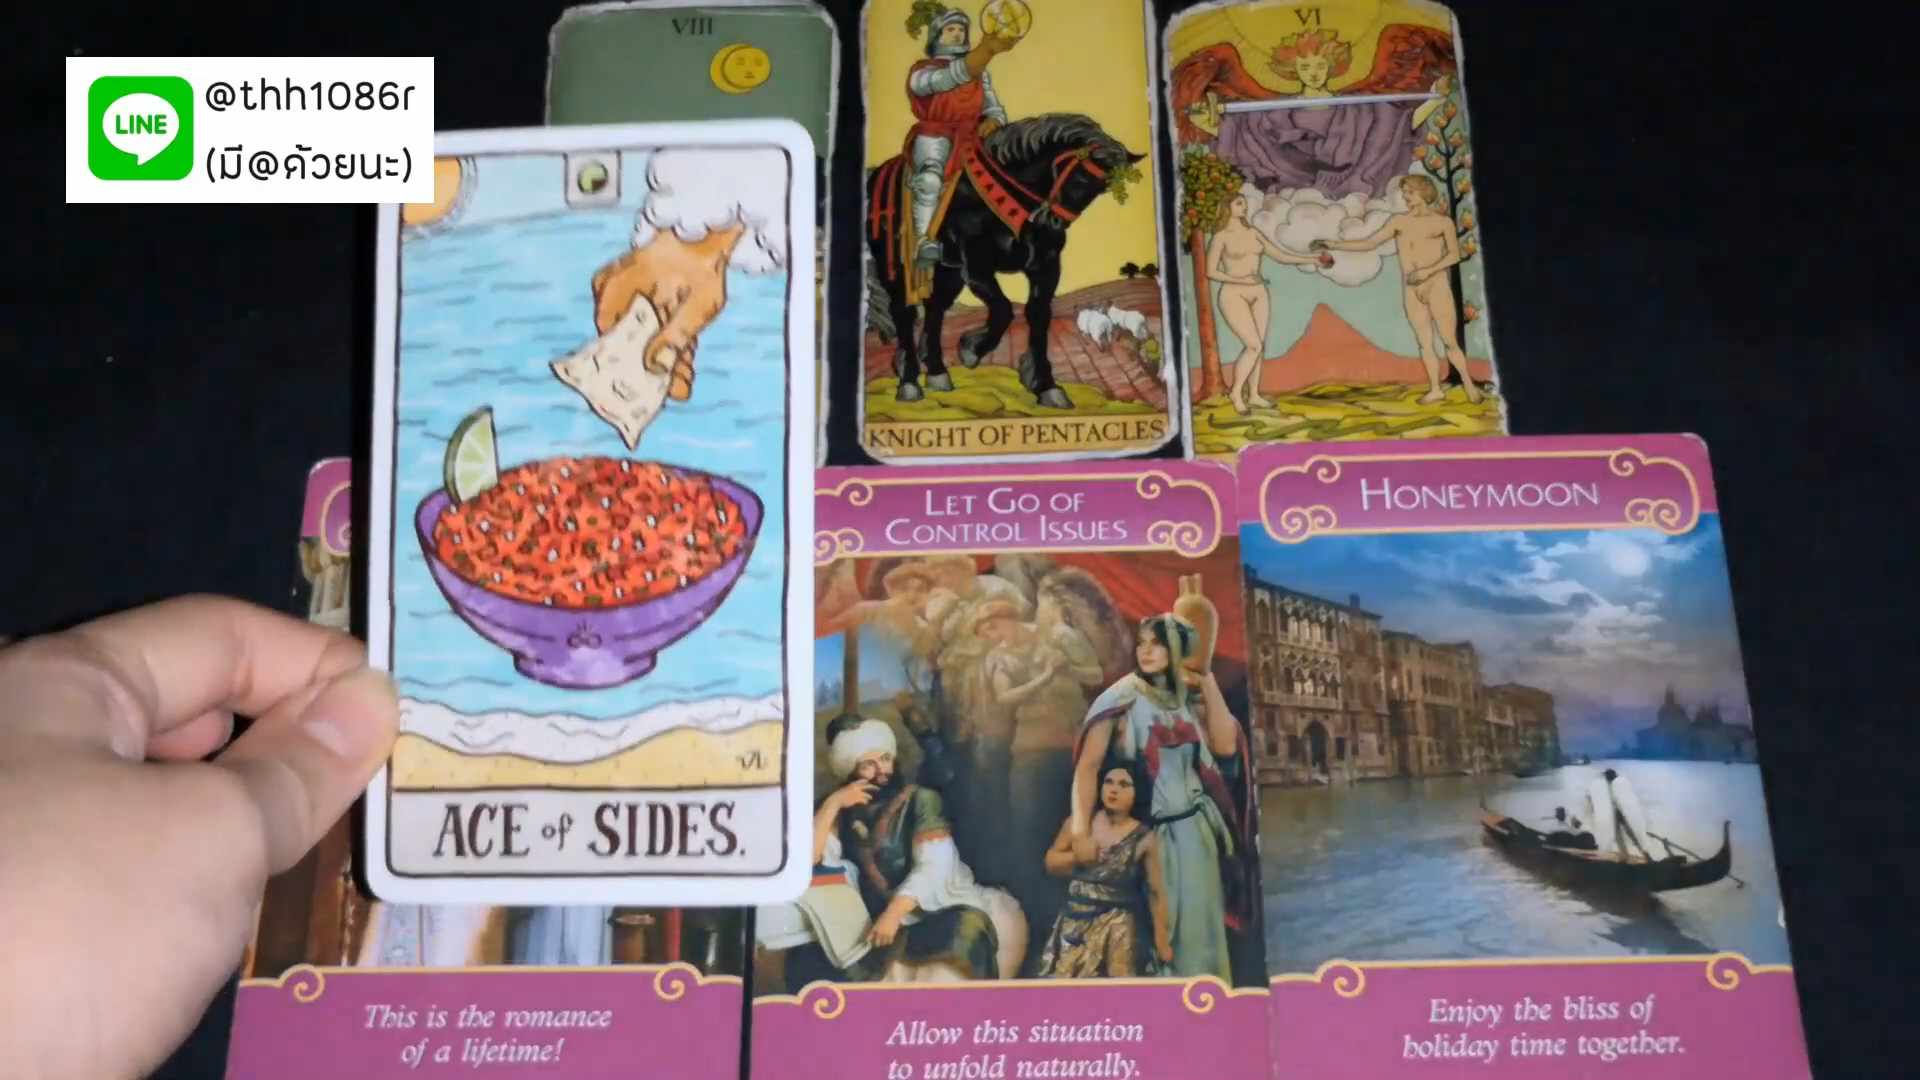 VIII
VI
LINE
@thh1086r
(มี@ด้วยนะ)
KNIGHT OF PENTACLES
ACE of SIDES.
LET GO OF
CONTROL ISSUES
HONEYMOON
This is the romance
of a lifetime!
Allow this situation
to unfold naturally.
Enjoy the bliss of
holiday time together.